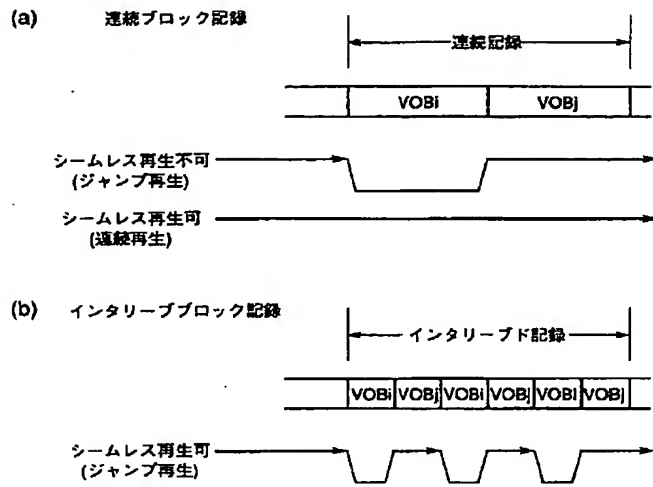 (a) 連続ブロック記録
連続記録
VOBi VOBj
シームレス再生不可
(ジャンプ再生)
シームレス再生可
(連続再生)
(b) インタリーブブロック記録
インタリーブド記録
VOBi VOBj VOBi VOBj VOBi VOBj
シームレス再生可
(ジャンプ再生)